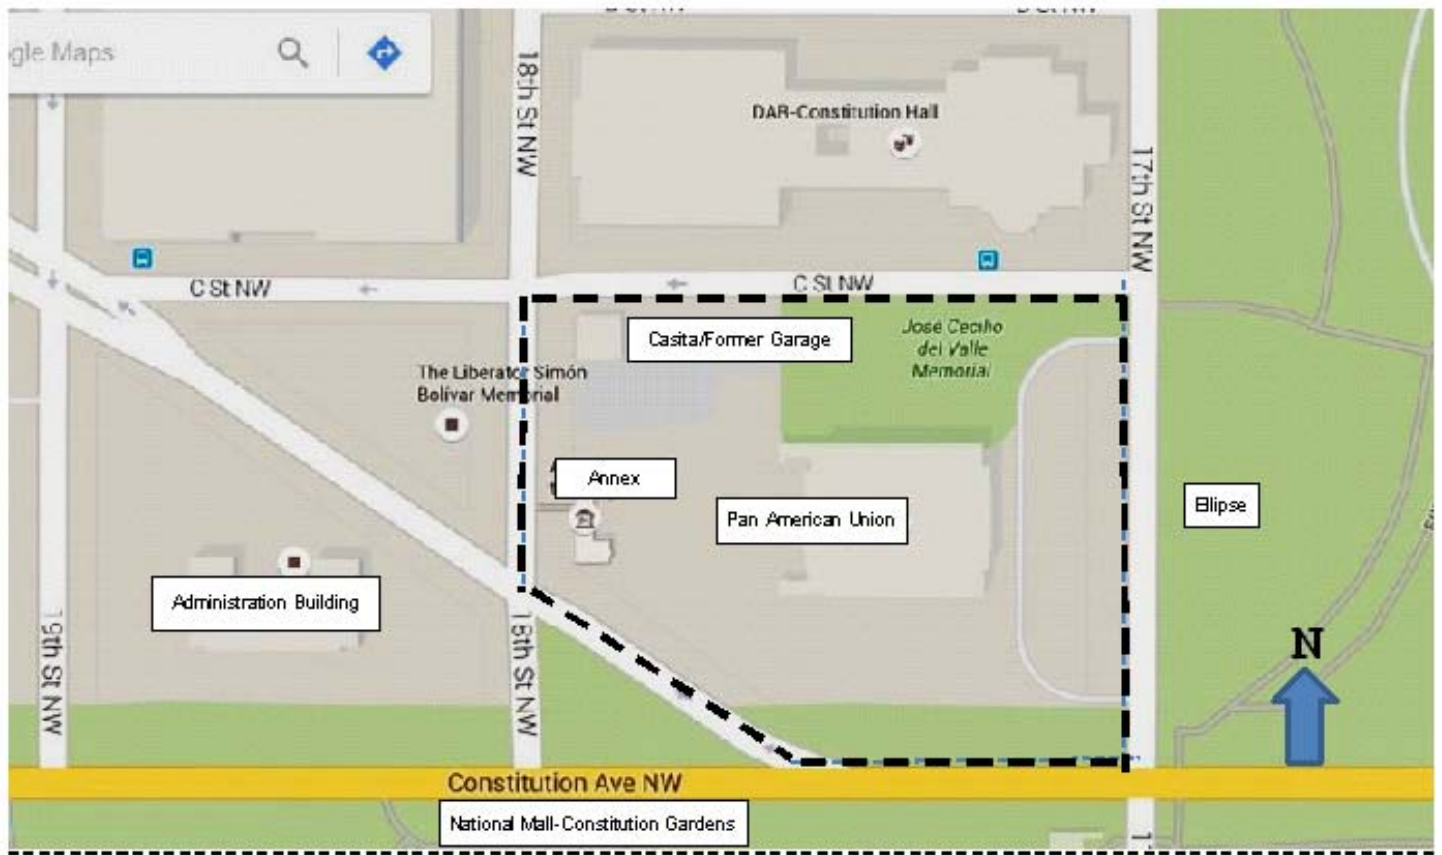 gle Maps
18th St NW
DAR-Constitution Hall
17th St NW
C St NW
C St NW
Casita/Former Garage
José Cecilio
del Valle
Memorial
The Liberator Simón
Bolívar Memorial
Annex
Pan American Union
Ellipse
Administration Building
19th St NW
18th St NW
N
Constitution Ave NW
National Mall-Constitution Gardens